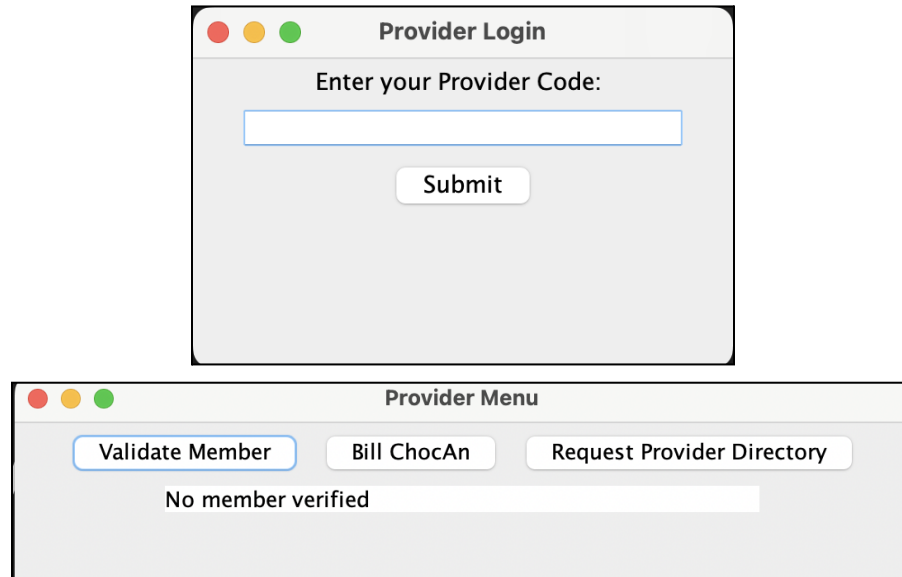 Provider Login
Enter your Provider Code:
Submit
Provider Menu
Validate Member Bill ChocAn Request Provider Directory
No member verified